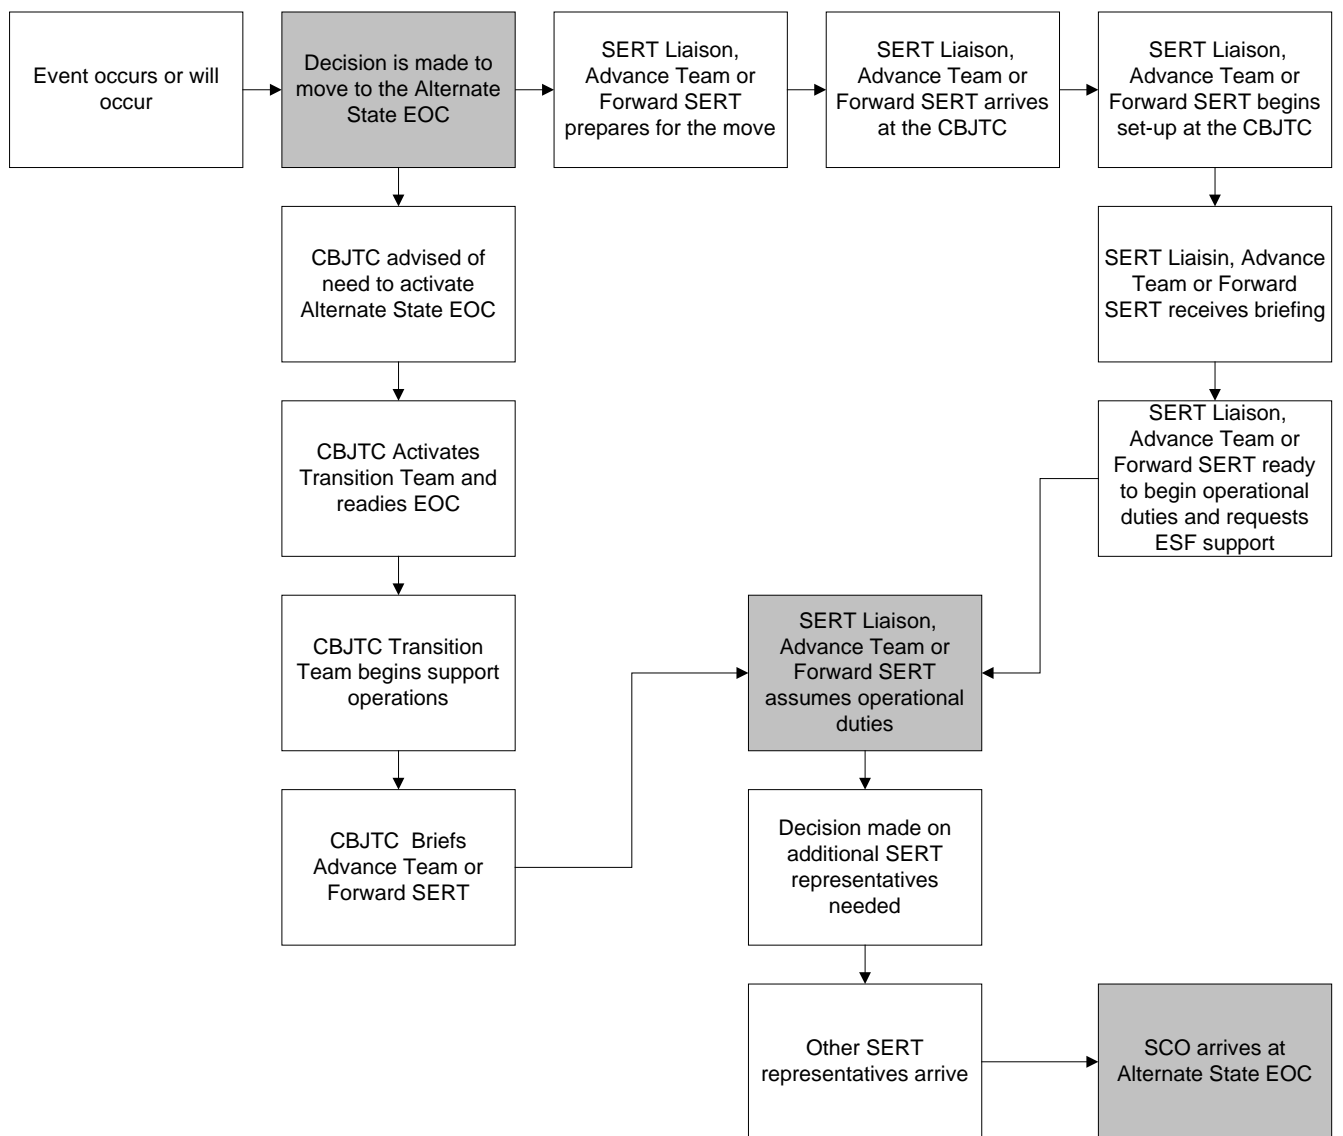 Event occurs or will
occur
Decision is made to
move to the Alternate
State EOC
SERT Liaison,
Advance Team or
Forward SERT
prepares for the move
SERT Liaison,
Advance Team or
Forward SERT arrives
at the CBJTC
SERT Liaison,
Advance Team or
Forward SERT begins
set-up at the CBJTC
CBJTC advised of
need to activate
Alternate State EOC
SERT Liaisin, Advance
Team or Forward
SERT receives briefing
CBJTC Activates
Transition Team and
readies EOC
SERT Liaison,
Advance Team or
Forward SERT ready
to begin operational
duties and requests
ESF support
CBJTC Transition
Team begins support
operations
SERT Liaison,
Advance Team or
Forward SERT
assumes operational
duties
CBJTC Briefs
Advance Team or
Forward SERT
Decision made on
additional SERT
representatives
needed
Other SERT
representatives arrive
SCO arrives at
Alternate State EOC